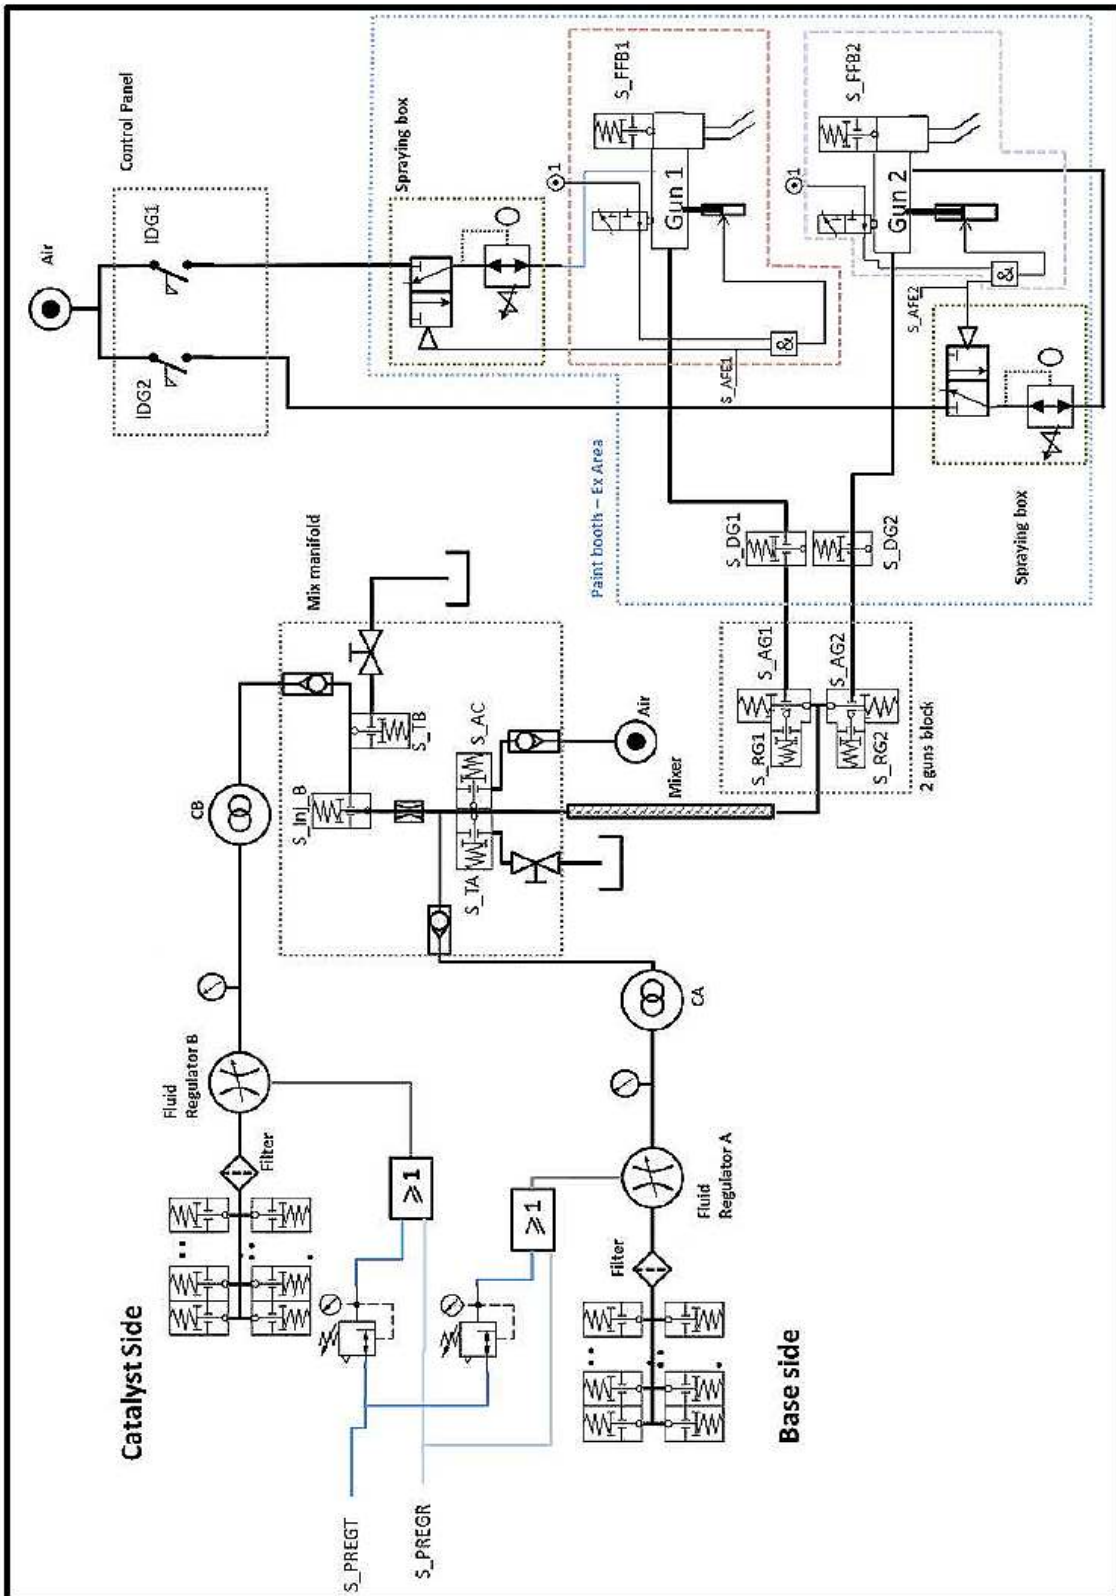 Catalyst Side
Base side
S_PREGT
S_PREGR
≥1
≥1
Filter
Fluid
Regulator B
Filter
Fluid
Regulator A
CB
CA
Mix manifold
S_Inj_B
S_TB
S_TA
S_AC
Air
Mixer
S_RG1
S_AG1
S_RG2
S_AG2
2 guns block
S_DG1
S_DG2
Paint booth – Ex Area
Air
Control Panel
IDG1
IDG2
Spraying box
S_FFB1
Gun 1
1
&
S_AFE1
S_FFB2
Gun 2
1
&
S_AFE2
Spraying box